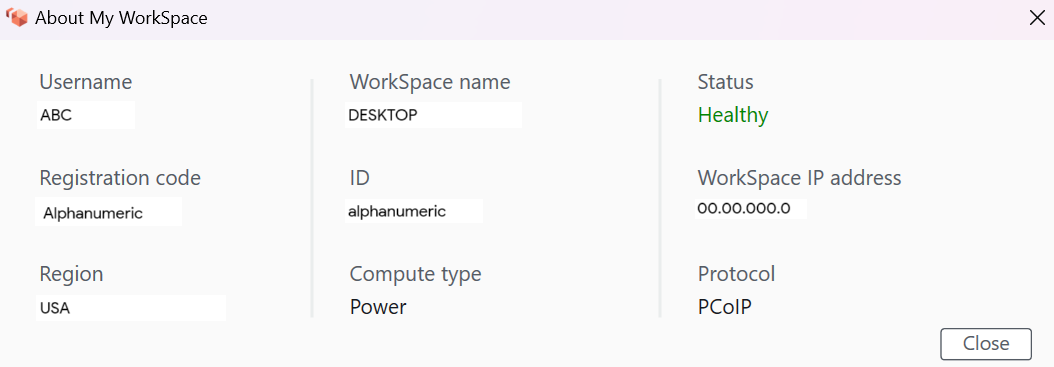 About My WorkSpace
Username
ABC
Registration code
Alphanumeric
Region
USA
WorkSpace name
DESKTOP
ID
alphanumeric
Compute type
Power
Status
Healthy
WorkSpace IP address
00.00.000.0
Protocol
PCoIP
Close